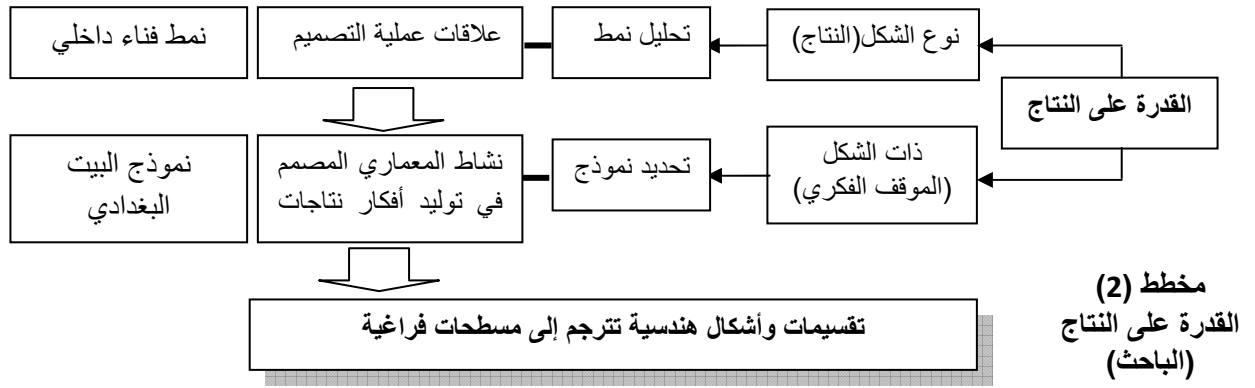 القدرة على النتاج
نوع الشكل(النتاج)
تحليل نمط
علاقات عملية التصميم
نمط فناء داخلي
ذات الشكل
(الموقف الفكري)
تحديد نموذج
نشاط المعماري المصمم
في توليد أفكار نتاجات
نموذج البيت
البغدادي
تقسيمات وأشكال هندسية تترجم إلى مسطحات فراغية
مخطط (2)
القدرة على النتاج
(الباحث)